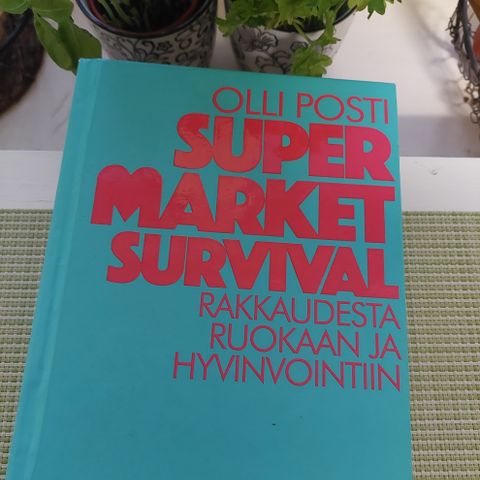 OLLI POSTI
SUPER
MARKET
SURVIVAL
RAKKAUDESTA
RUOKAAN JA
HYVINVOINTIIN